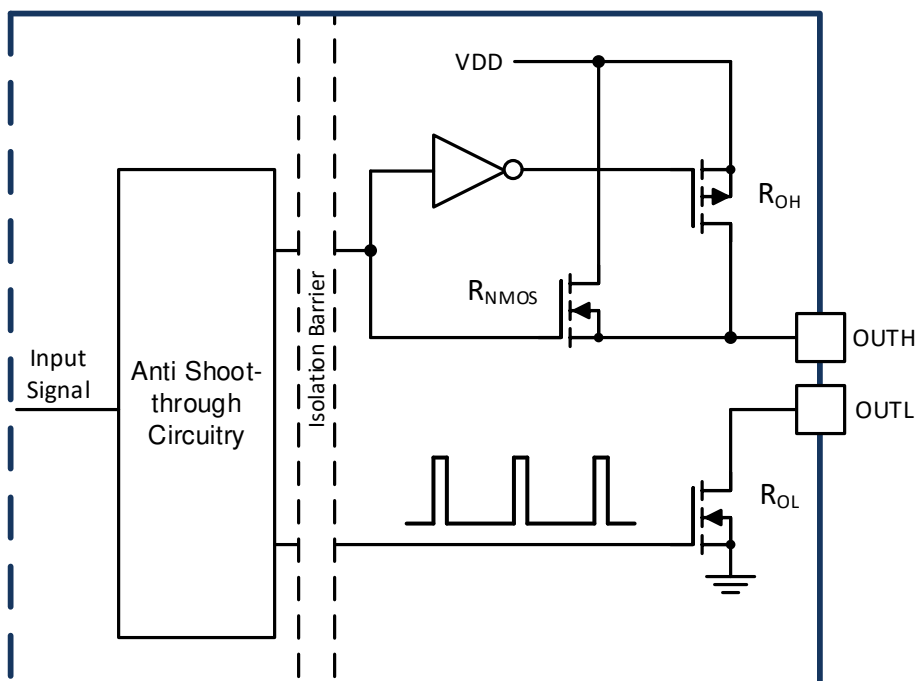 VDD
R_OH
R_NMOS
OUTH
Isolation Barrier
Input
Signal
Anti Shoot-
through
Circuitry
OUTL
R_OL